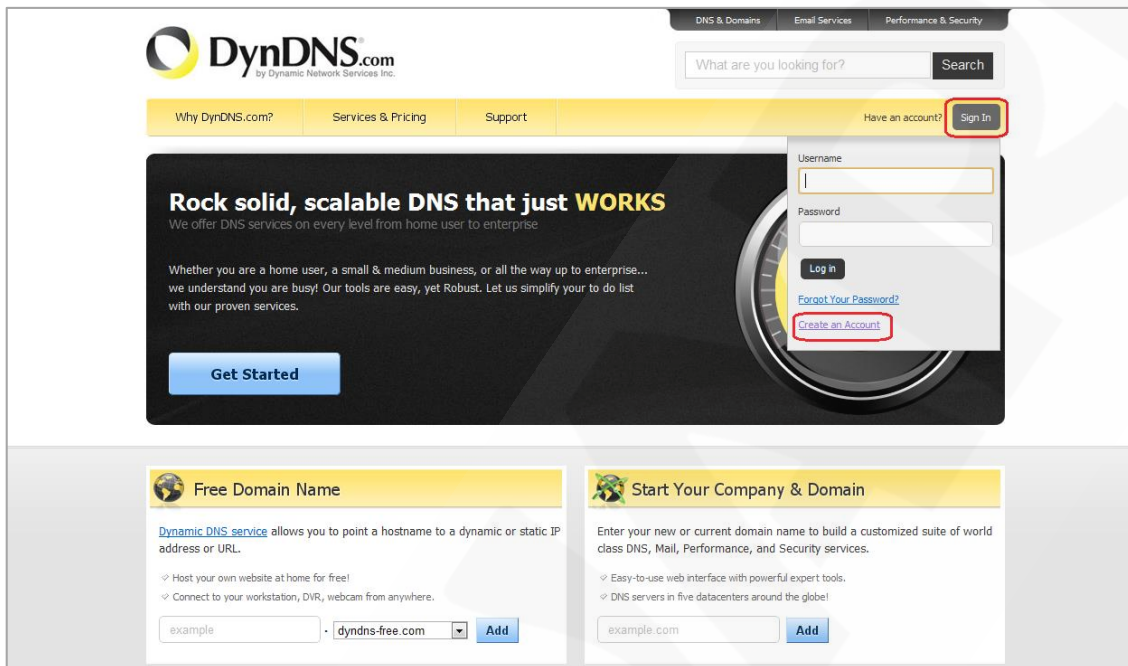 DNS & Domains Email Services Performance & Security
DynDNS.com
by Dynamic Network Services Inc.
What are you looking for? Search
Why DynDNS.com? Services & Pricing Support Have an account? Sign In
Username
Password
Log in
Forgot Your Password?
Create an Account
Rock solid, scalable DNS that just WORKS
We offer DNS services on every level from home user to enterprise
Whether you are a home user, a small & medium business, or all the way up to enterprise...
we understand you are busy! Our tools are easy, yet Robust. Let us simplify your to do list
with our proven services.
Get Started
Free Domain Name
Dynamic DNS service allows you to point a hostname to a dynamic or static IP
address or URL.
Host your own website at home for free!
Connect to your workstation, DVR, webcam from anywhere.
example . dyndns-free.com Add
Start Your Company & Domain
Enter your new or current domain name to build a customized suite of world
class DNS, Mail, Performance, and Security services.
Easy-to-use web interface with powerful expert tools.
DNS servers in five datacenters around the globe!
example.com Add